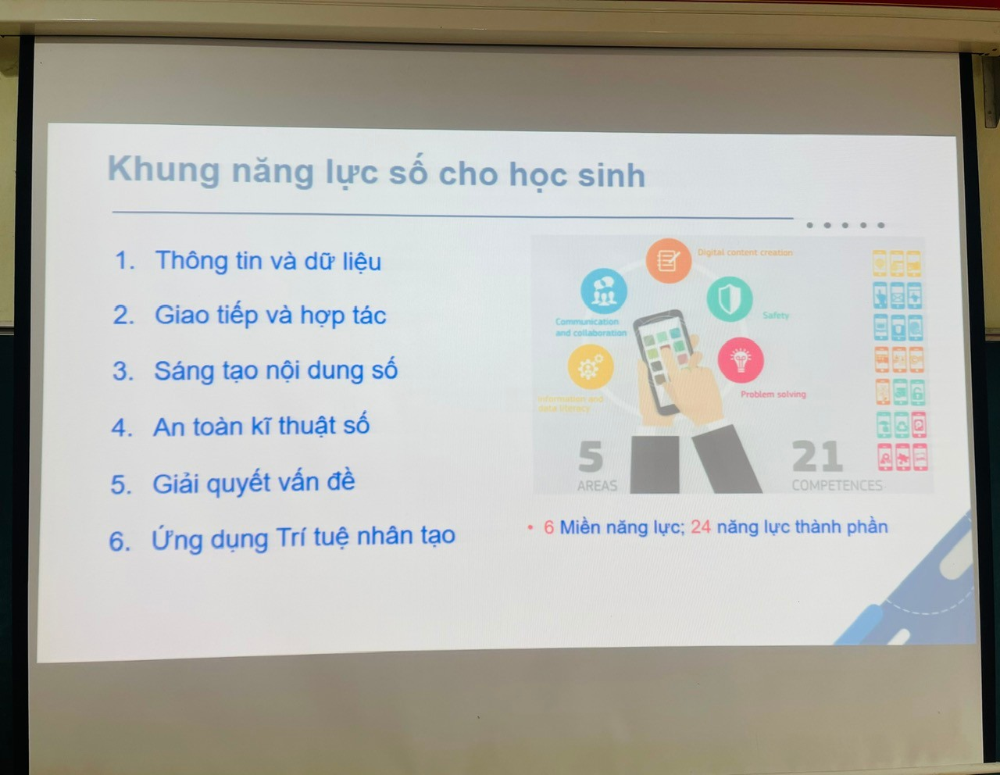 Khung năng lực số cho học sinh
1. Thông tin và dữ liệu
2. Giao tiếp và hợp tác
3. Sáng tạo nội dung số
4. An toàn kĩ thuật số
5. Giải quyết vấn đề
6. Ứng dụng Trí tuệ nhân tạo
Digital content creation
Communication
and collaboration
Safety
Information and
data literacy
Problem solving
5
AREAS
21
COMPETENCES
• 6 Miền năng lực; 24 năng lực thành phần